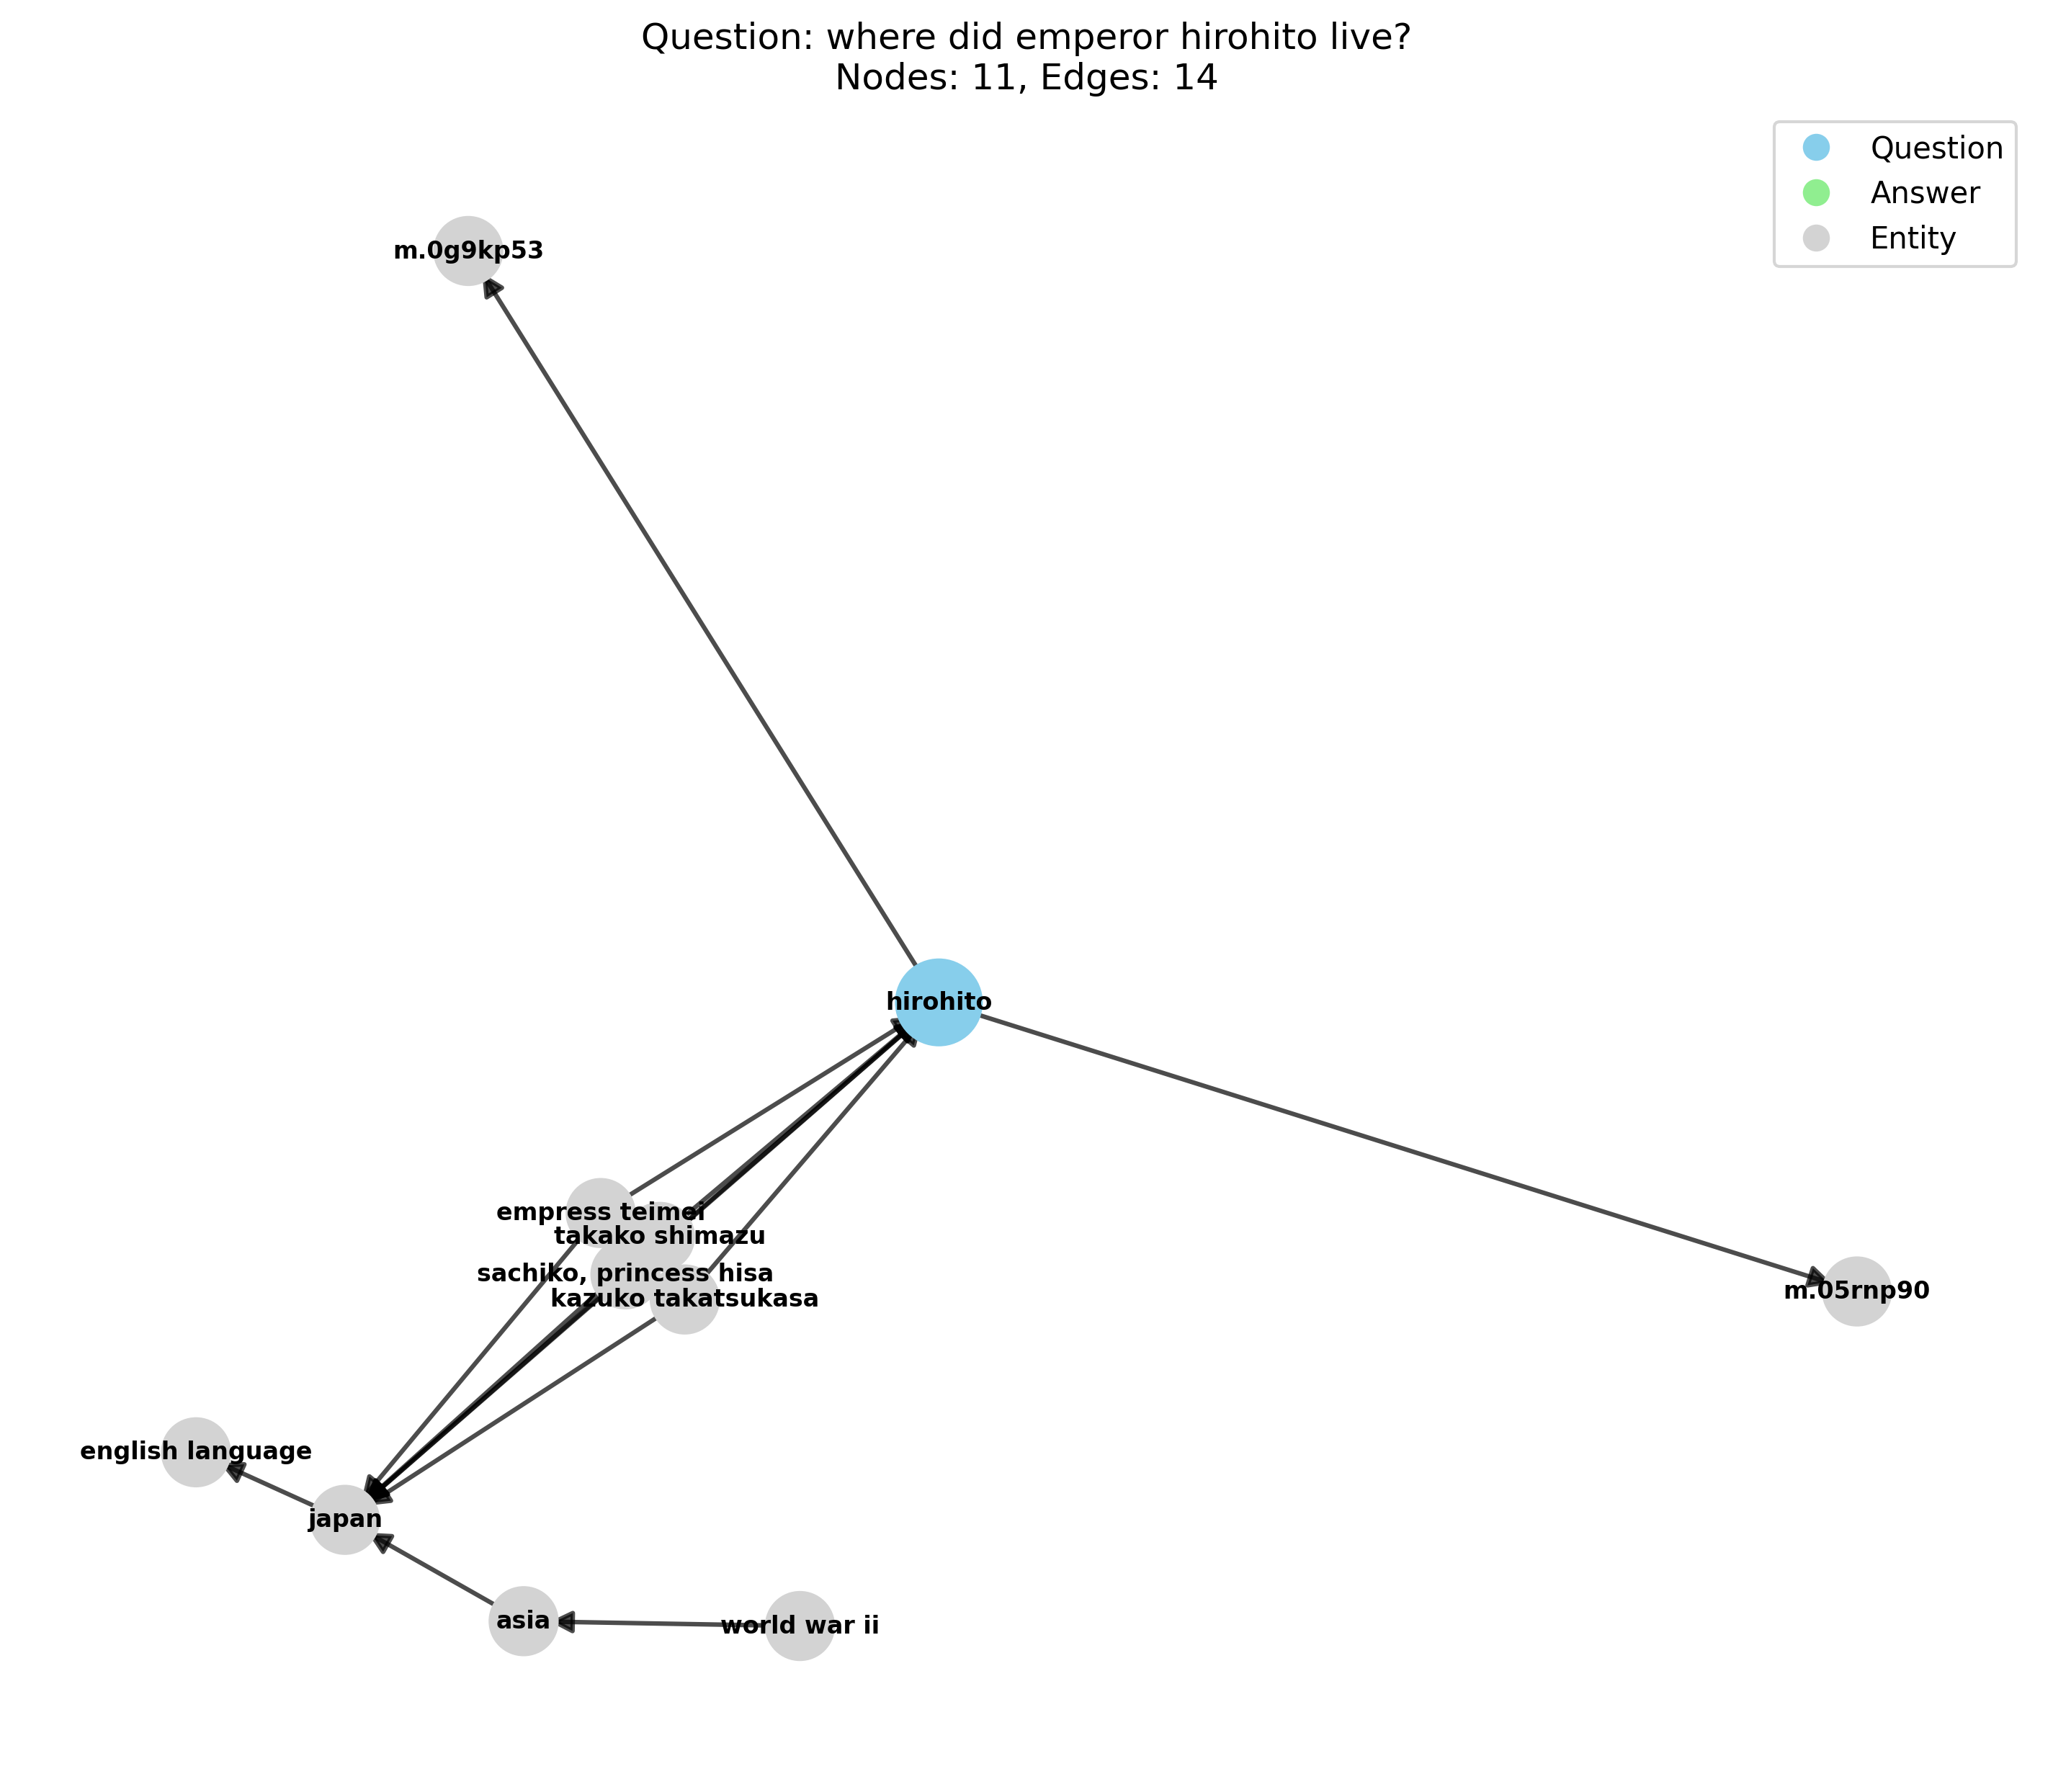 Question: where did emperor hirohito live?
Nodes: 11, Edges: 14
Question
Answer
Entity
m.0g9kp53
hirohito
empress teimei
takako shimazu
sachiko, princess hisa
kazuko takatsukasa
m.05rnp90
english language
japan
asia
world war ii